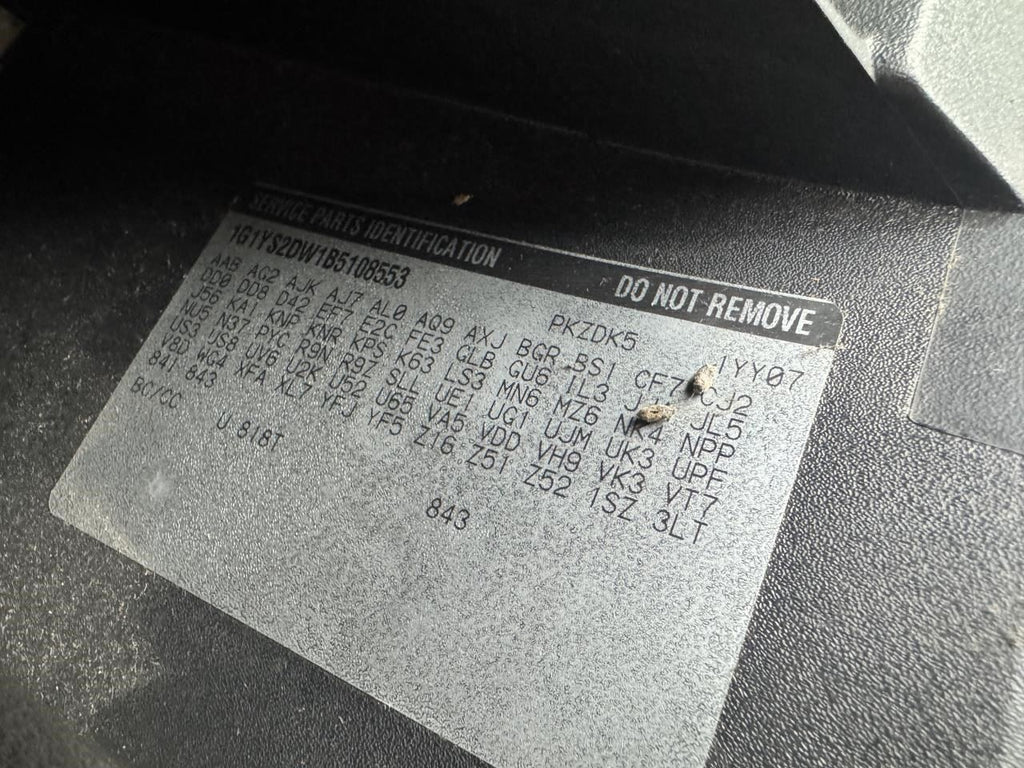 SERVICE PARTS IDENTIFICATION DO NOT REMOVE
1G1YS2DW1B5108553 PKZDK5 1YY07
AAB AG2 AJK AJ7 AL0 AQ9 AXJ BGR BS1 CF7 CJ2
DD0 DD8 D42 EF7 E2C FE3 GLB GU6 IL3 JL5
J56 KA1 KNP KNR KPS K63 LS3 MN6 MZ6 NK4 NPP
NU5 N37 PYC R9N R9Z SLL UE1 UG1 UJM UK3 UPF
US3 US8 UV6 U2K U52 U65 VA5 VDD VH9 VK3 VT7
V8D WC4 XFA XL7 YFJ YF5 Z16 Z51 Z52 1SZ 3LT
841 843
BC/CC U 818T 843